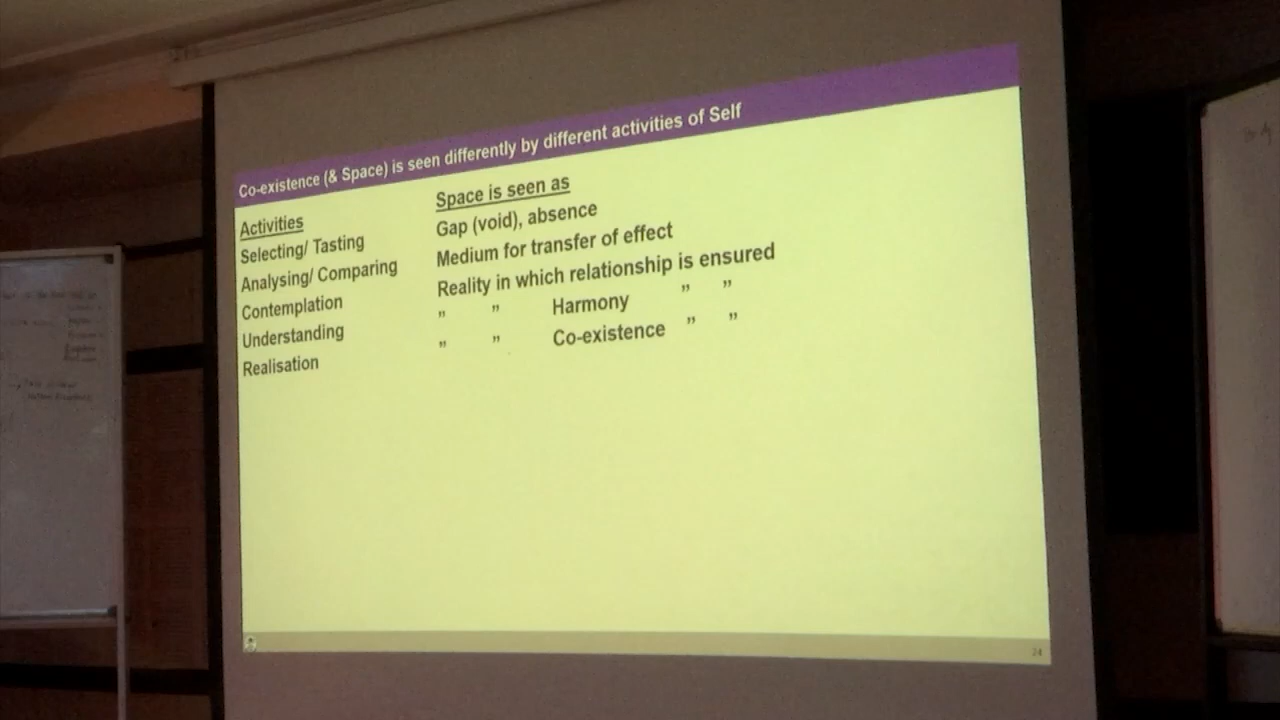 Co-existence (& Space) is seen differently by different activities of Self
Activities Space is seen as
Selecting/ Tasting Gap (void), absence
Analysing/ Comparing Medium for transfer of effect
Contemplation Reality in which relationship is ensured
Understanding „ „ Harmony „ „
Realisation „ „ Co-existence „ „
24